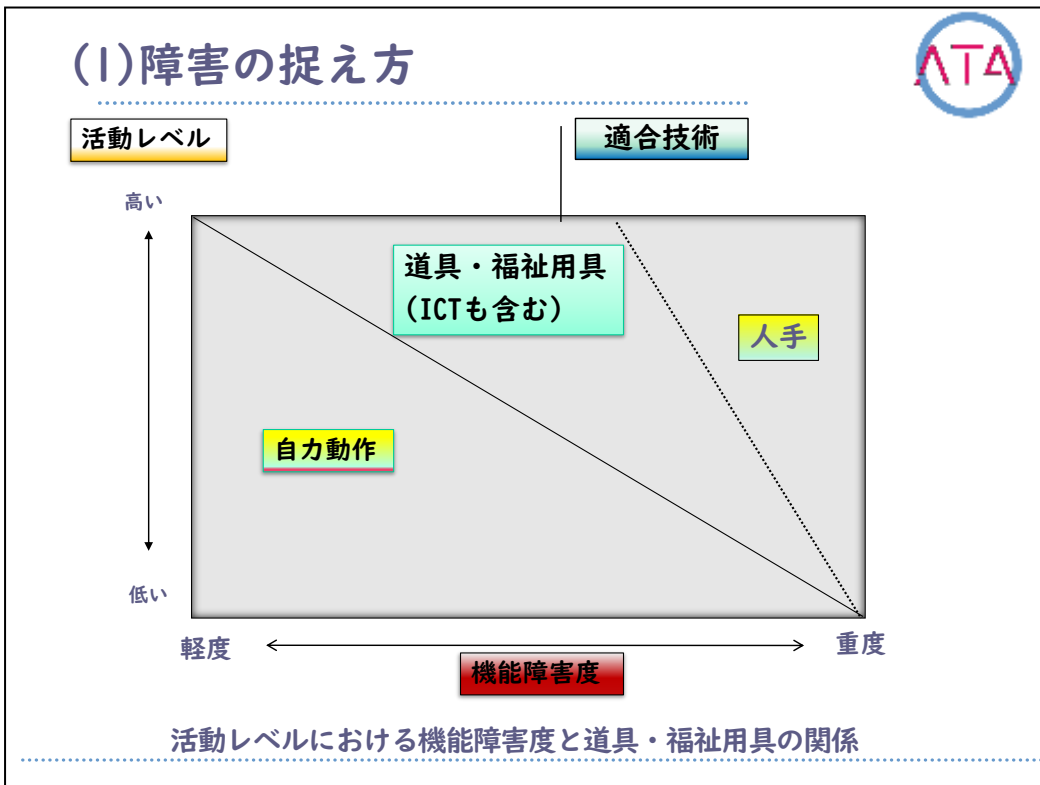 (1)障害の捉え方
ATA
活動レベル
適合技術
高い
道具・福祉用具
(ICTも含む)
人手
自力動作
低い
軽度
重度
機能障害度
活動レベルにおける機能障害度と道具・福祉用具の関係